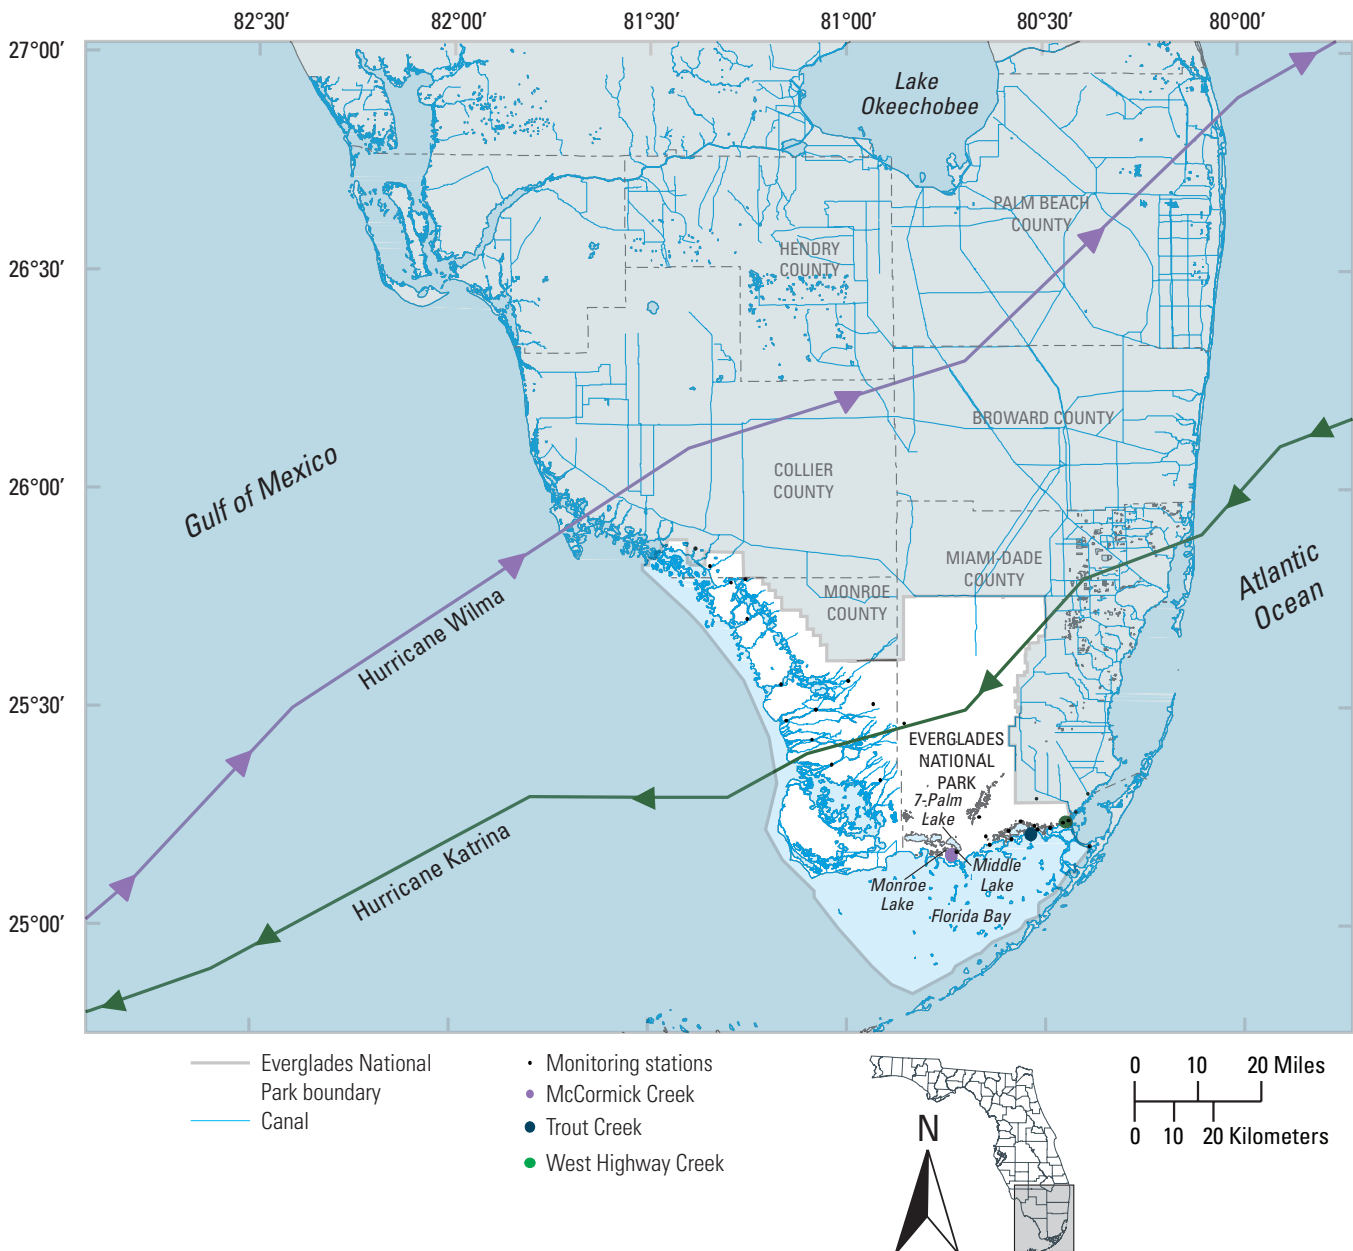 82°30′ 82°00′ 81°30′ 81°00′ 80°30′ 80°00′
27°00′
Lake
Okeechobee
PALM BEACH
COUNTY
HENDRY
COUNTY
26°30′
BROWARD COUNTY
COLLIER
COUNTY
Gulf of Mexico
26°00′
MIAMI-DADE
COUNTY
Atlantic
Ocean
MONROE
COUNTY
Hurricane Wilma
25°30′
EVERGLADES
NATIONAL
PARK
7-Palm
Lake
Middle
Lake
Monroe
Lake
Hurricane Katrina
Florida Bay
25°00′
Everglades National
Park boundary
Canal
Monitoring stations
McCormick Creek
Trout Creek
West Highway Creek
N
0 10 20 Miles
0 10 20 Kilometers